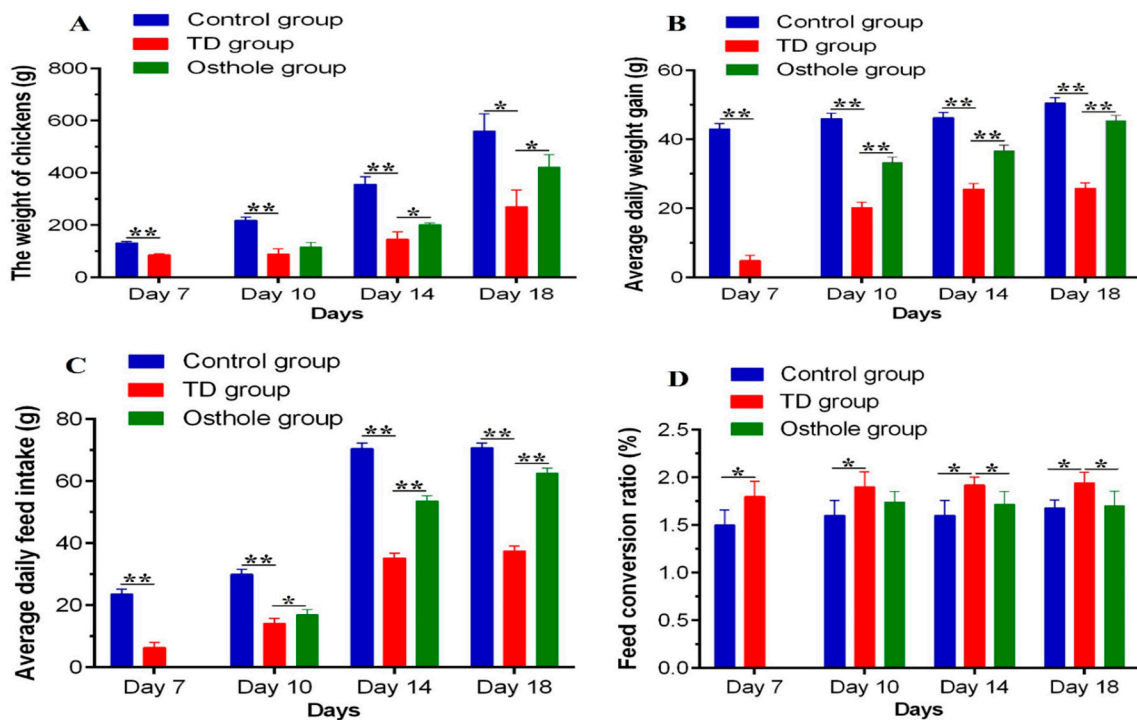 A
Control group
TD group
Osthole group
The weight of chickens (g)
800
600
400
200
0
**
**
**
*
*
*
Day 7
Day 10
Day 14
Day 18
Days
B
Control group
TD group
Osthole group
Average daily weight gain (g)
60
40
20
0
**
**
**
**
**
**
**
Day 7
Day 10
Day 14
Day 18
Days
C
Control group
TD group
Osthole group
Average daily feed intake (g)
80
60
40
20
0
**
**
*
**
**
**
**
Day 7
Day 10
Day 14
Day 18
Days
D
Control group
TD group
Osthole group
Feed conversion ratio (%)
2.5
2.0
1.5
1.0
0.5
0.0
*
*
*
*
*
*
Day 7
Day 10
Day 14
Day 18
Days